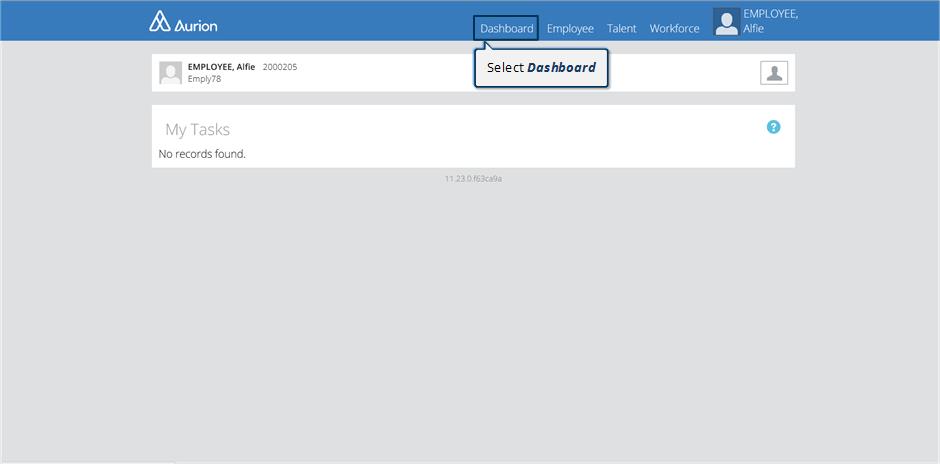 Aurion
Dashboard Employee Talent Workforce
EMPLOYEE,
Alfie
Select Dashboard
EMPLOYEE, Alfie 2000205
Emply78
My Tasks
?
No records found.
11.23.0.f63ca9a